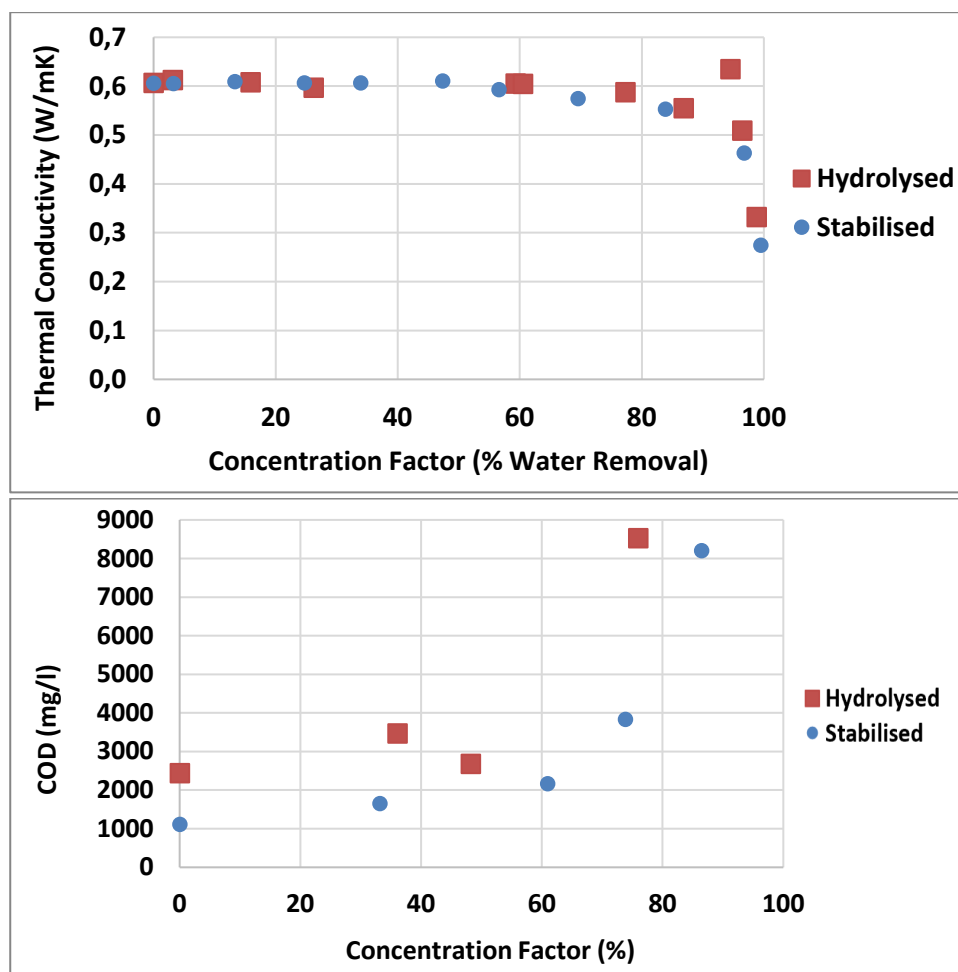 0,7
0,6
0,5
0,4
0,3
0,2
0,1
0,0
Thermal Conductivity (W/mK)
0 20 40 60 80 100
Concentration Factor (% Water Removal)
Hydrolysed
Stabilised
9000
8000
7000
6000
5000
4000
3000
2000
1000
0
COD (mg/l)
0 20 40 60 80 100
Concentration Factor (%)
Hydrolysed
Stabilised